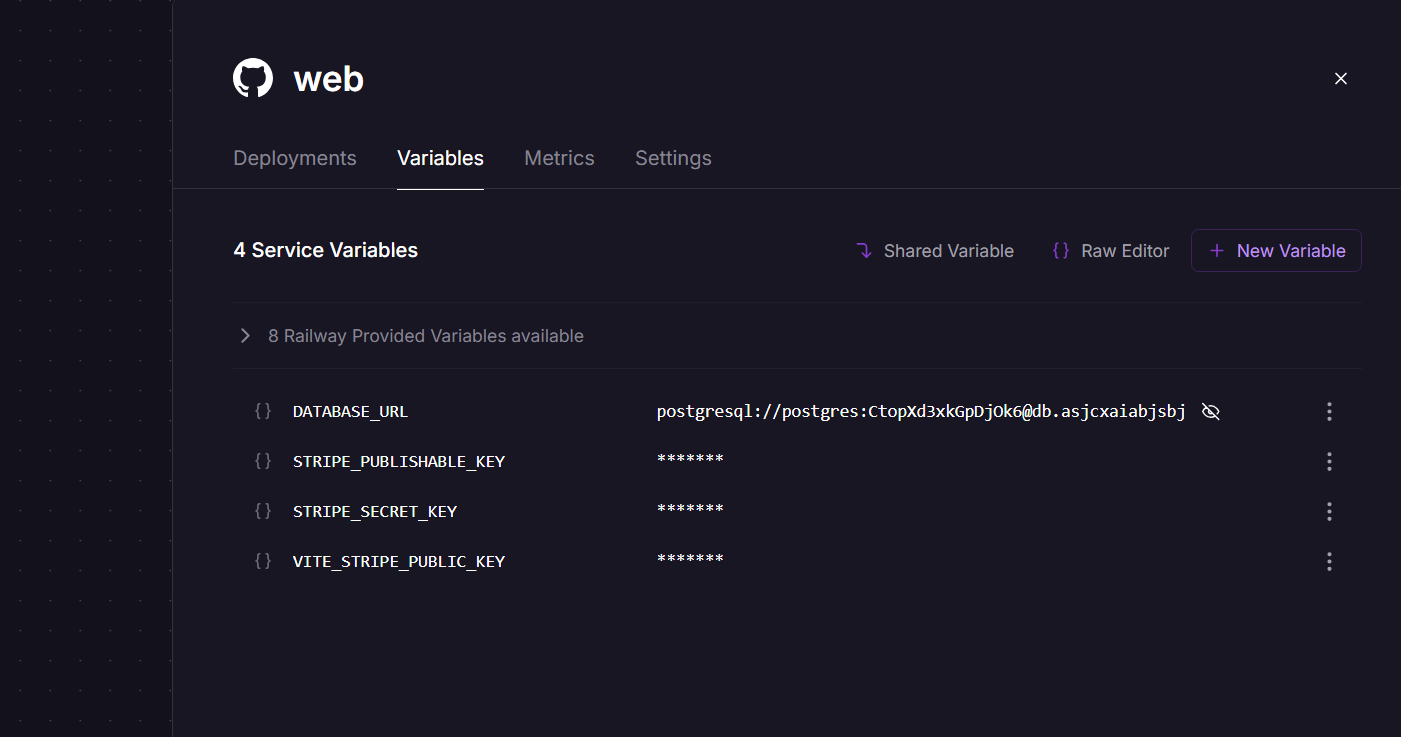 web
Deployments Variables Metrics Settings
4 Service Variables Shared Variable {} Raw Editor + New Variable
8 Railway Provided Variables available
{} DATABASE_URL postgresql://postgres:CtopXd3xkGpDjOk6@db.asjcxaiabjsbj
{} STRIPE_PUBLISHABLE_KEY *******
{} STRIPE_SECRET_KEY *******
{} VITE_STRIPE_PUBLIC_KEY *******